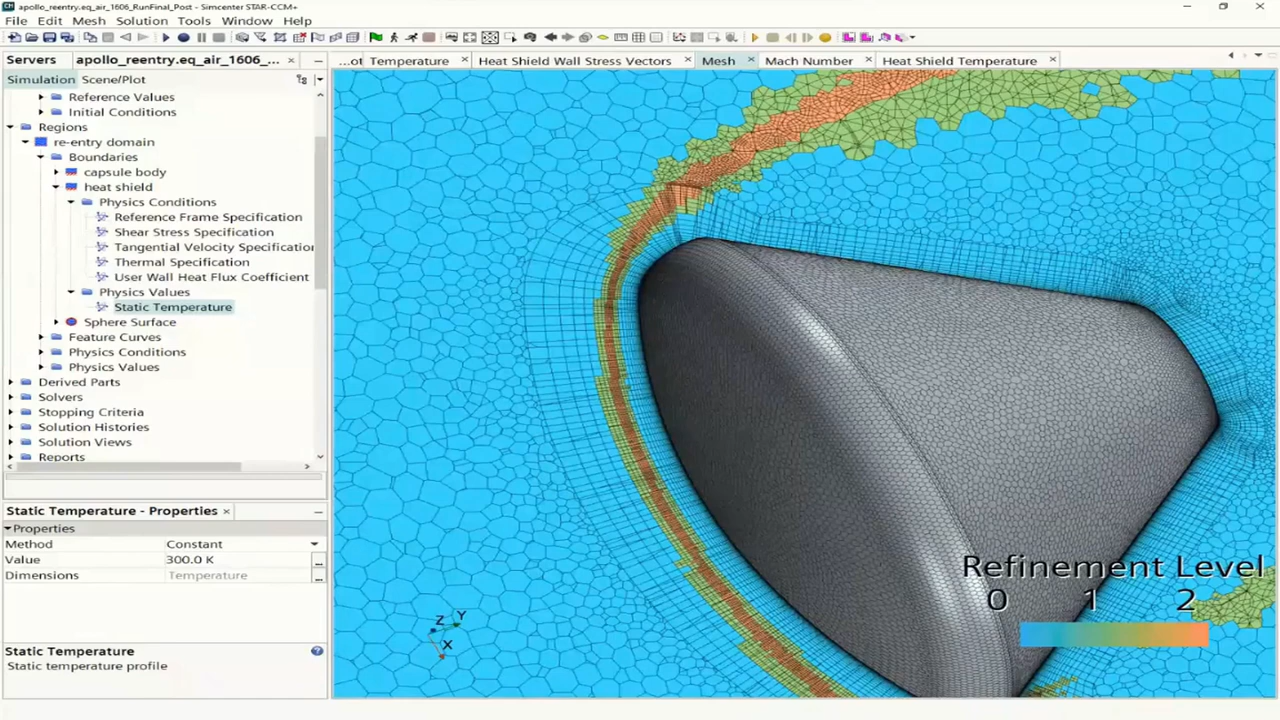 apollo_reentry.eq_air_1606_RunFinal_Post - Simcenter STAR-CCM+
File Edit Mesh Solution Tools Window Help
Servers apollo_reentry.eq_air_1606_...
...ot Temperature Heat Shield Wall Stress Vectors Mesh Mach Number Heat Shield Temperature
Simulation Scene/Plot
Reference Values
Initial Conditions
Regions
re-entry domain
Boundaries
capsule body
heat shield
Physics Conditions
Reference Frame Specification
Shear Stress Specification
Tangential Velocity Specificatio
Thermal Specification
User Wall Heat Flux Coefficient
Physics Values
Static Temperature
Sphere Surface
Feature Curves
Physics Conditions
Physics Values
Derived Parts
Solvers
Stopping Criteria
Solution Histories
Solution Views
Reports
Static Temperature - Properties
Properties
Method Constant
Value 300.0 K
Dimensions Temperature
Static Temperature
Static temperature profile
Z Y
X
Refinement Level
0 1 2